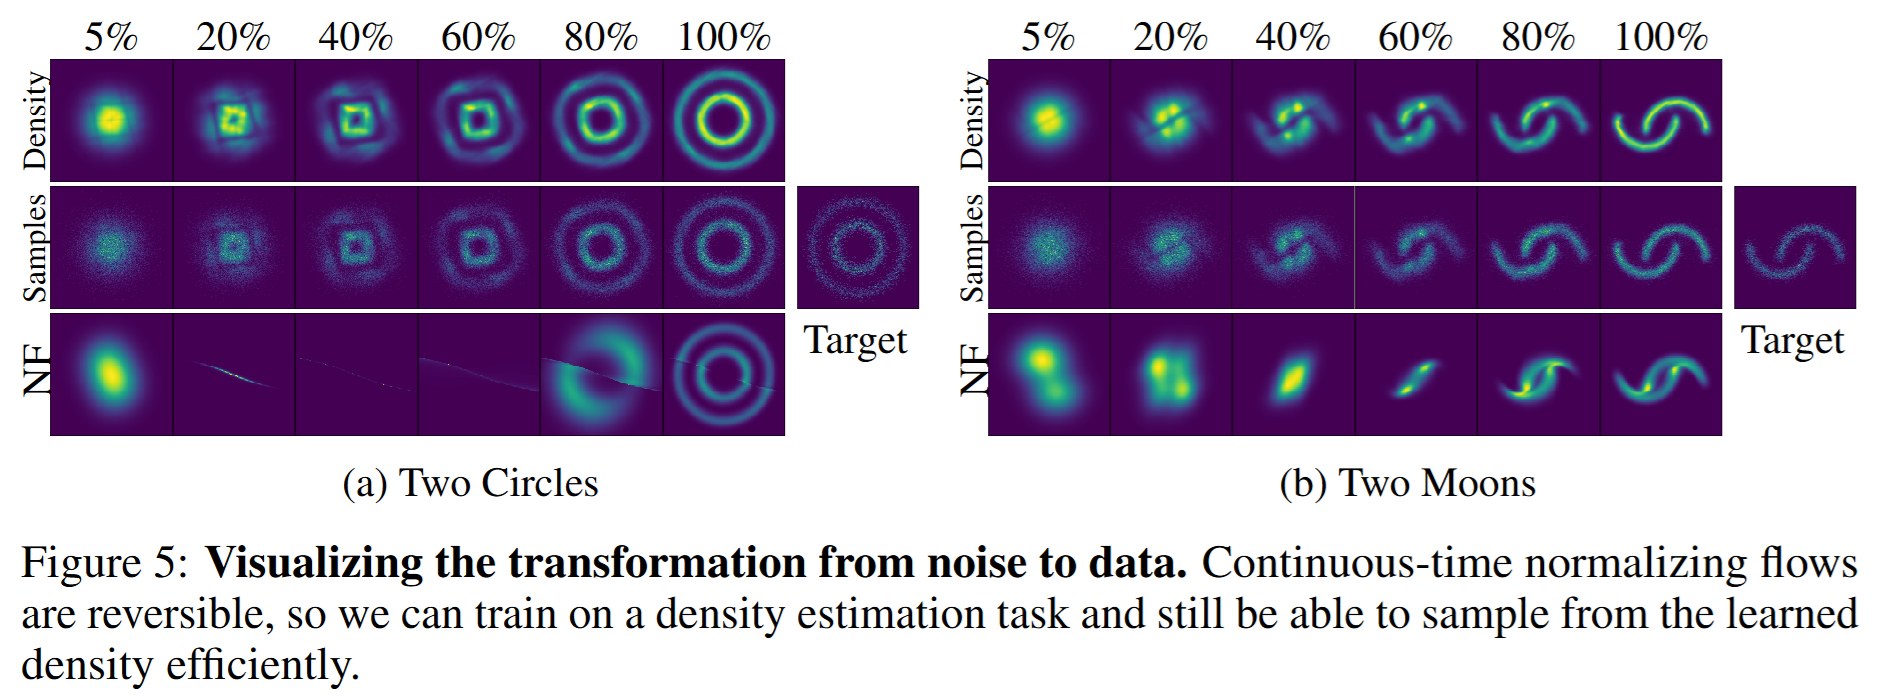 5% 20% 40% 60% 80% 100%
Density
Samples
NF
Target
(a) Two Circles
5% 20% 40% 60% 80% 100%
Density
Samples
NF
Target
(b) Two Moons
Figure 5: Visualizing the transformation from noise to data. Continuous-time normalizing flows
are reversible, so we can train on a density estimation task and still be able to sample from the learned
density efficiently.